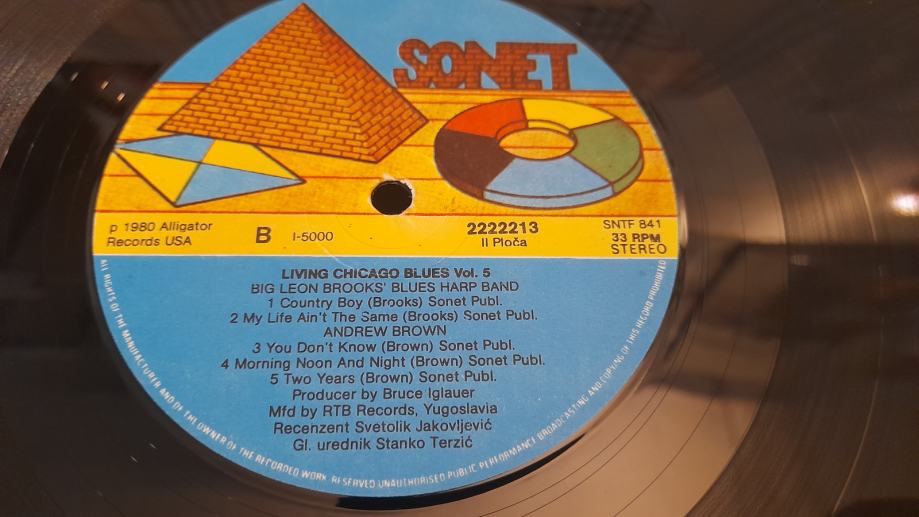 SONET
p 1980 Alligator
Records USA
B
I-5000
2222213
II Ploča
SNTF 841
33 RPM
STEREO
LIVING CHICAGO BLUES Vol. 5
BIG LEON BROOKS' BLUES HARP BAND
1 Country Boy (Brooks) Sonet Publ.
2 My Life Ain't The Same (Brooks) Sonet Publ.
ANDREW BROWN
3 You Don't Know (Brown) Sonet Publ.
4 Morning Noon And Night (Brown) Sonet Publ.
5 Two Years (Brown) Sonet Publ.
Producer by Bruce Iglauer
Mfd by RTB Records, Yugoslavia
Recenzent Svetolik Jakovljević
Gl. urednik Stanko Terzić
ALL RIGHTS OF THE MANUFACTURER AND OF THE OWNER OF THE RECORDED WORK RESERVED UNAUTHORISED PUBLIC PERFORMANCE BROADCASTING AND COPYING OF THIS RECORD PROHIBITED